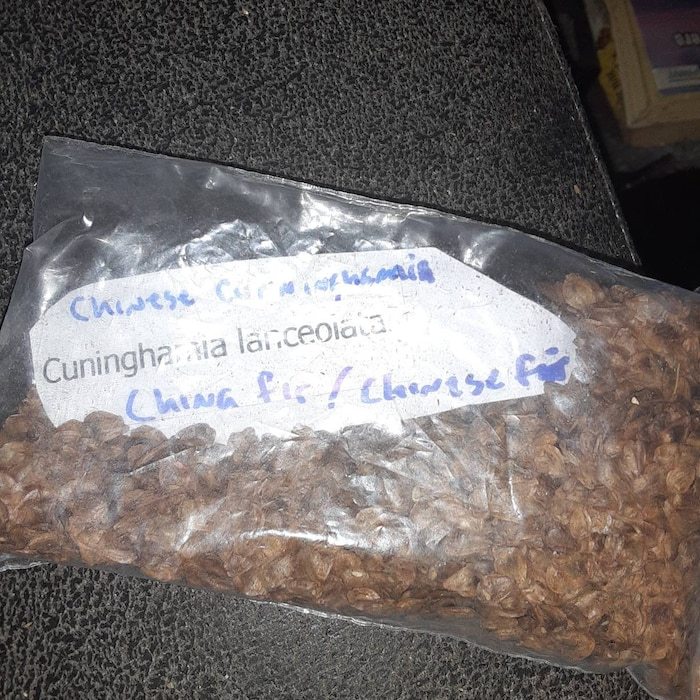 Chinese Cunninghamia
Cuninghamia lanceolata
China fir / Chinese fir